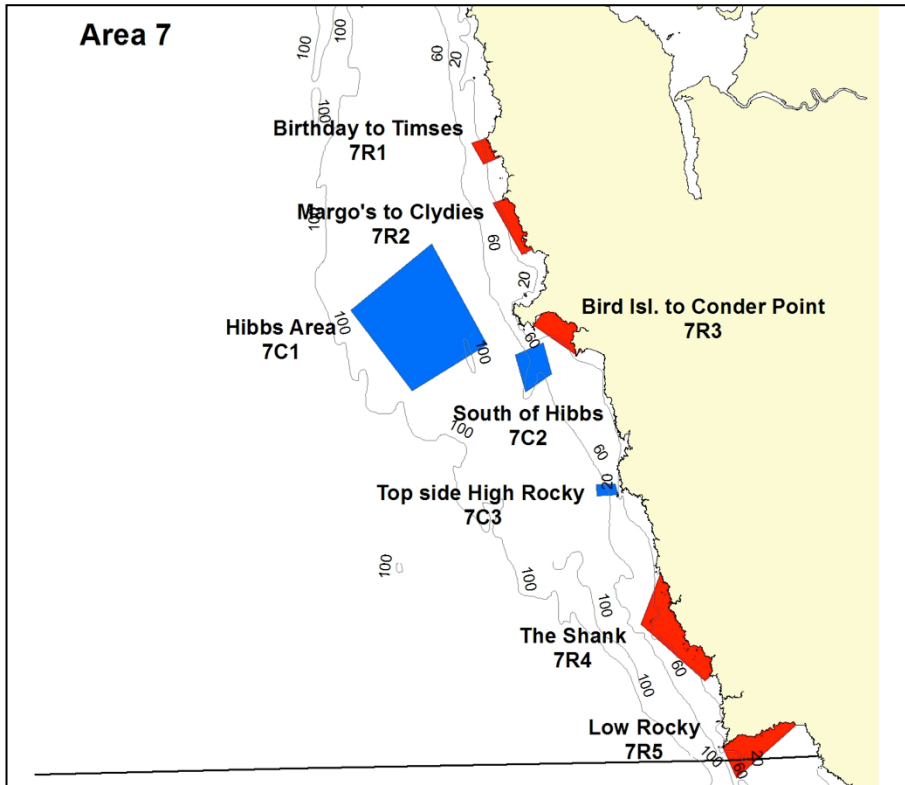 Area 7
100
100
60
20
100
Birthday to Timses
7R1
100
Margo's to Clydies
7R2
60
20
Bird Isl. to Conder Point
7R3
Hibbs Area
7C1
100
60
100
South of Hibbs
7C2
100
60
20
Top side High Rocky
7C3
100
100
100
The Shank
7R4
60
100
Low Rocky
7R5
100
60
20